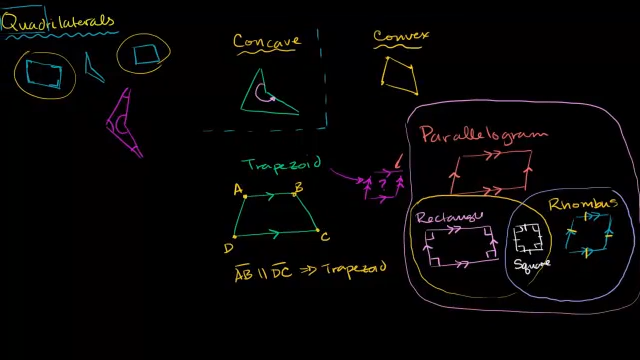 Quadrilaterals
Concave
Convex
Parallelogram
Trapezoid
?
A B
Rhombus
Rectangle
D C
Square
AB || DC ⇒ Trapezoid